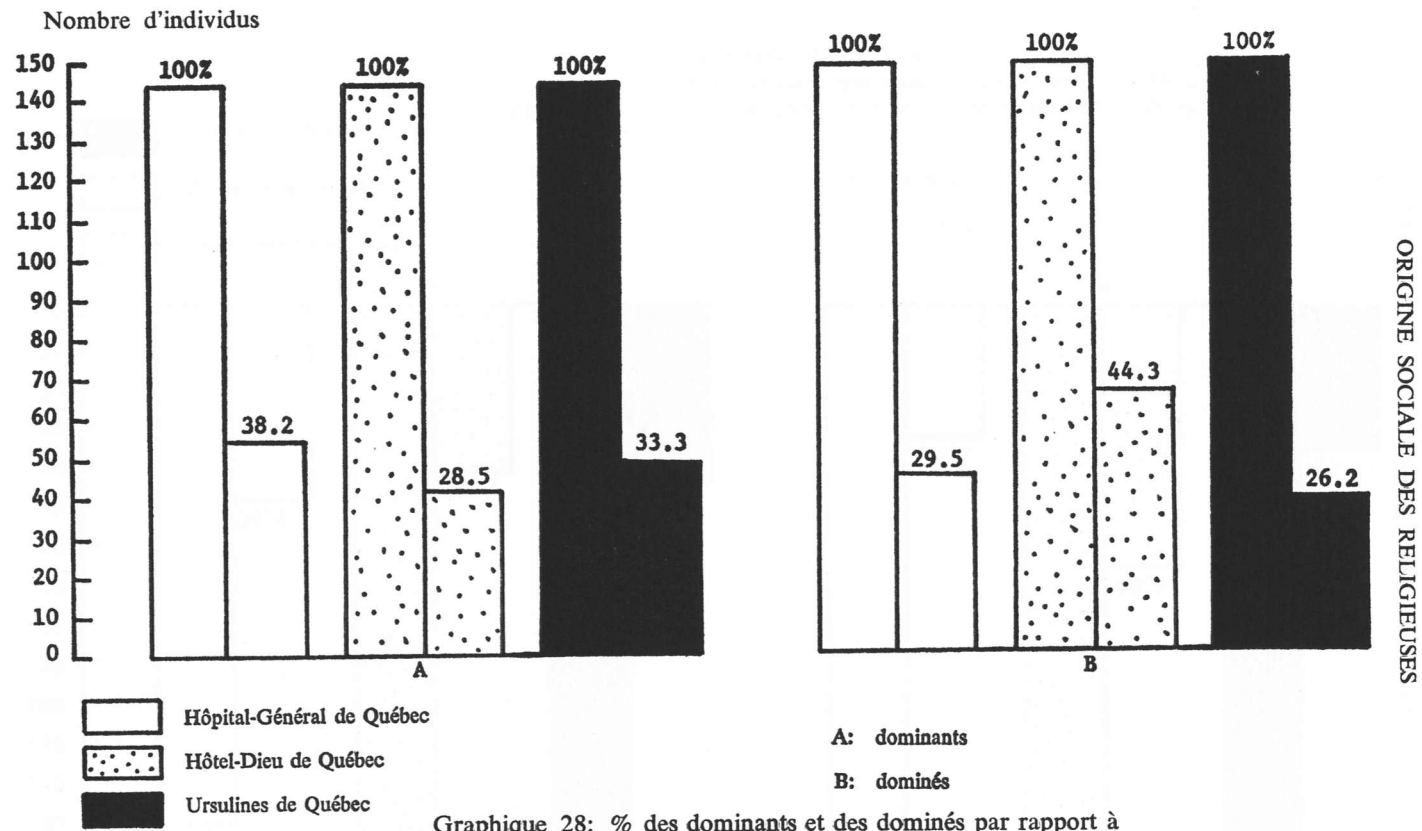 Nombre d'individus
150
140
130
120
110
100
90
80
70
60
50
40
30
20
10
0
100%
38.2
100%
28.5
100%
33.3
A
100%
29.5
100%
44.3
100%
26.2
B
ORIGINE SOCIALE DES RELIGIEUSES
Hôpital-Général de Québec
Hôtel-Dieu de Québec
Ursulines de Québec
A: dominants
B: dominés
Graphique 28: % des dominants et des dominés par rapport à